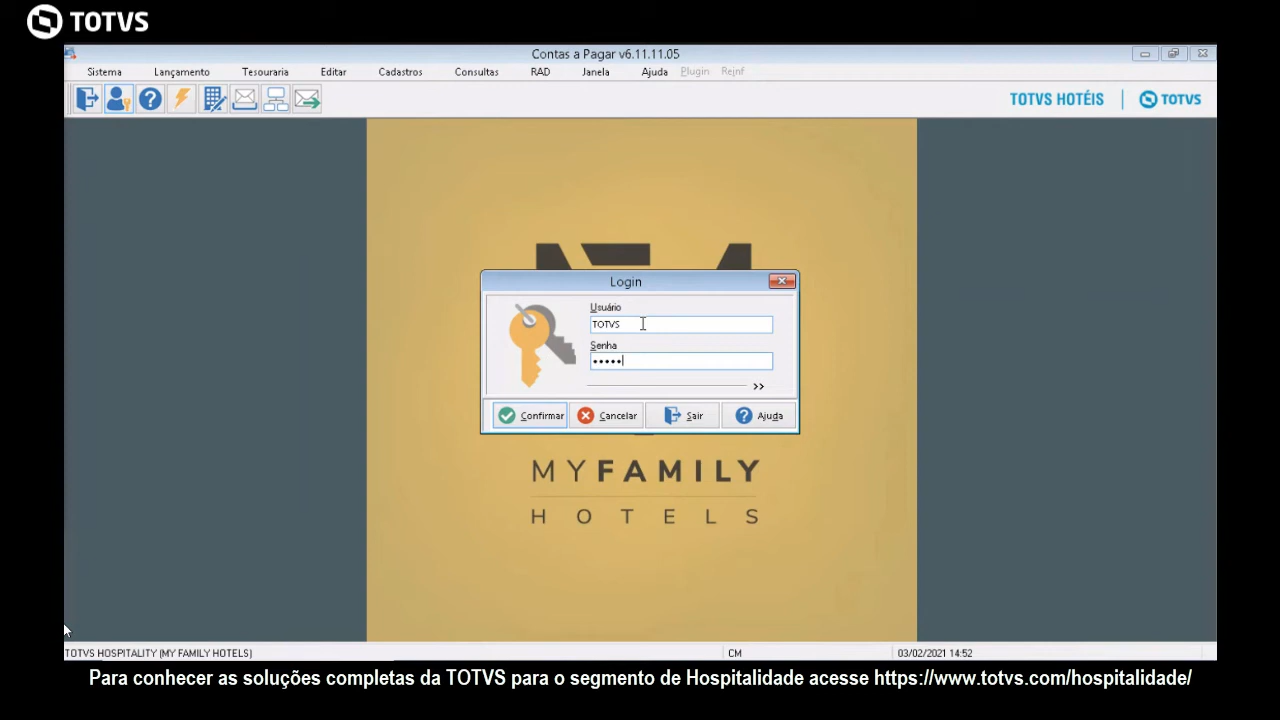 TOTVS
Contas a Pagar v6.11.11.05
Sistema Lançamento Tesouraria Editar Cadastros Consultas RAD Janela Ajuda Plugin Reinf
TOTVS HOTÉIS | TOTVS
Login
Usuário
TOTVS
Senha
•••••
>>
Confirmar Cancelar Sair Ajuda
MYFAMILY
HOTELS
TOTVS HOSPITALITY (MY FAMILY HOTELS) CM 03/02/2021 14:52
Para conhecer as soluções completas da TOTVS para o segmento de Hospitalidade acesse https://www.totvs.com/hospitalidade/